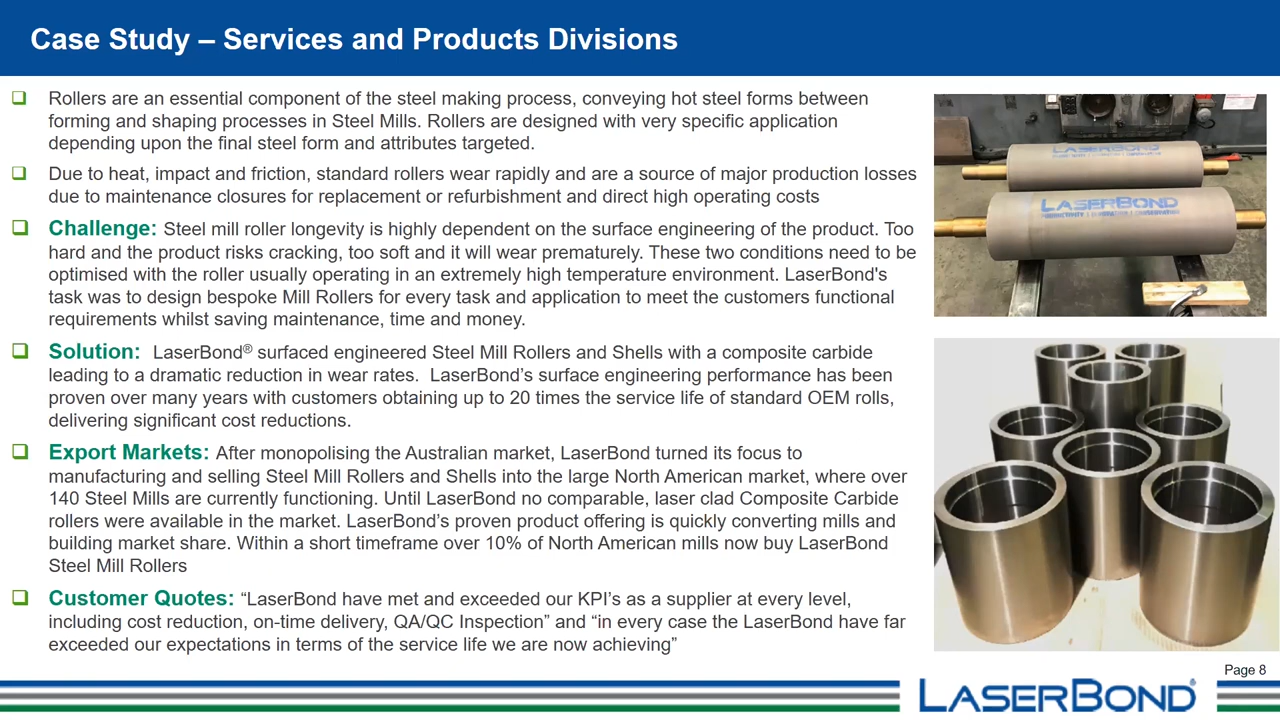 Case Study – Services and Products Divisions
Rollers are an essential component of the steel making process, conveying hot steel forms between
forming and shaping processes in Steel Mills. Rollers are designed with very specific application
depending upon the final steel form and attributes targeted.
Due to heat, impact and friction, standard rollers wear rapidly and are a source of major production losses
due to maintenance closures for replacement or refurbishment and direct high operating costs
Challenge: Steel mill roller longevity is highly dependent on the surface engineering of the product. Too
hard and the product risks cracking, too soft and it will wear prematurely. These two conditions need to be
optimised with the roller usually operating in an extremely high temperature environment. LaserBond's
task was to design bespoke Mill Rollers for every task and application to meet the customers functional
requirements whilst saving maintenance, time and money.
Solution: LaserBond® surfaced engineered Steel Mill Rollers and Shells with a composite carbide
leading to a dramatic reduction in wear rates. LaserBond’s surface engineering performance has been
proven over many years with customers obtaining up to 20 times the service life of standard OEM rolls,
delivering significant cost reductions.
Export Markets: After monopolising the Australian market, LaserBond turned its focus to
manufacturing and selling Steel Mill Rollers and Shells into the large North American market, where over
140 Steel Mills are currently functioning. Until LaserBond no comparable, laser clad Composite Carbide
rollers were available in the market. LaserBond’s proven product offering is quickly converting mills and
building market share. Within a short timeframe over 10% of North American mills now buy LaserBond
Steel Mill Rollers
Customer Quotes: “LaserBond have met and exceeded our KPI’s as a supplier at every level,
including cost reduction, on-time delivery, QA/QC Inspection” and “in every case the LaserBond have far
exceeded our expectations in terms of the service life we are now achieving”
LASERBOND
LASERBOND
Page 8
LASERBOND®